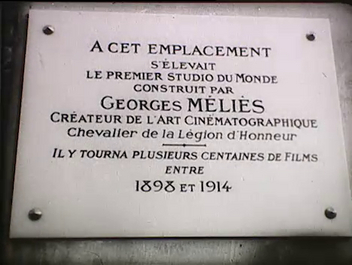 A CET EMPLACEMENT
S'ÉLEVAIT
LE PREMIER STUDIO DU MONDE
CONSTRUIT PAR
GEORGES MÉLIÈS
CRÉATEUR DE L'ART CINÉMATOGRAPHIQUE
Chevalier de la Légion d'Honneur
IL Y TOURNA PLUSIEURS CENTAINES DE FILMS
ENTRE
1898 ET 1914